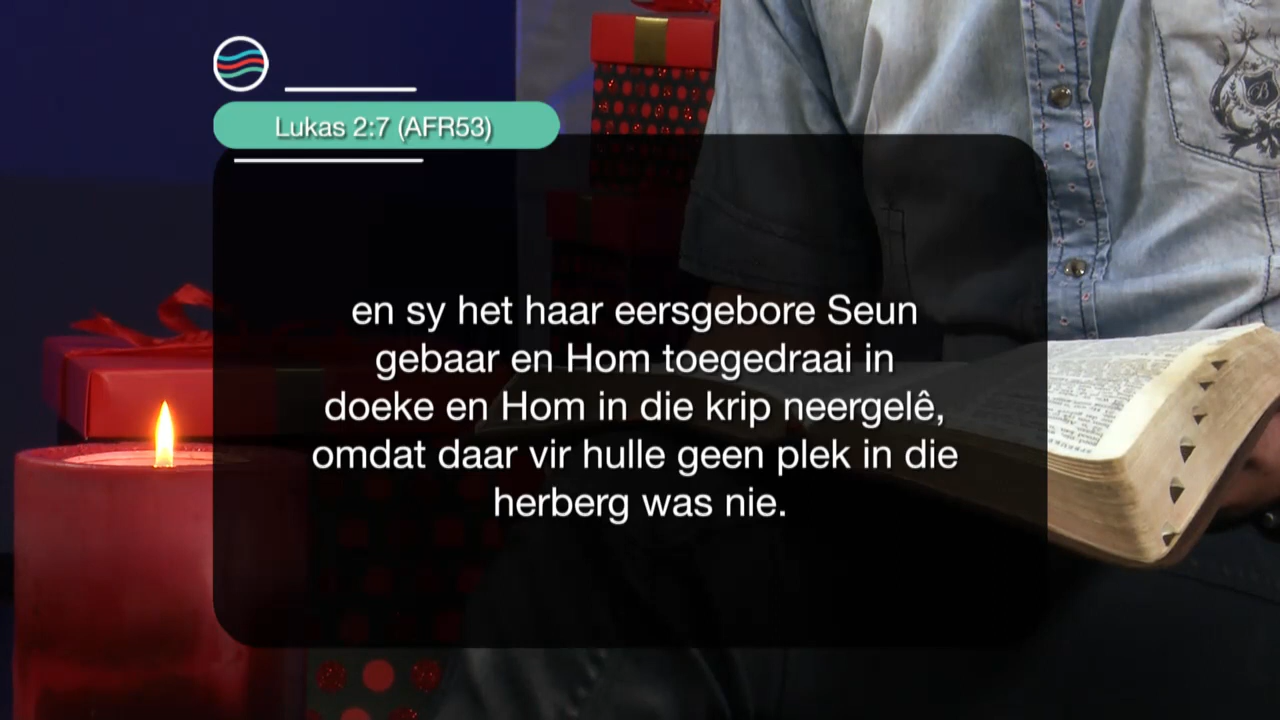 Lukas 2:7 (AFR53)
en sy het haar eersgebore Seun
gebaar en Hom toegedraai in
doeke en Hom in die krip neergelê,
omdat daar vir hulle geen plek in die
herberg was nie.